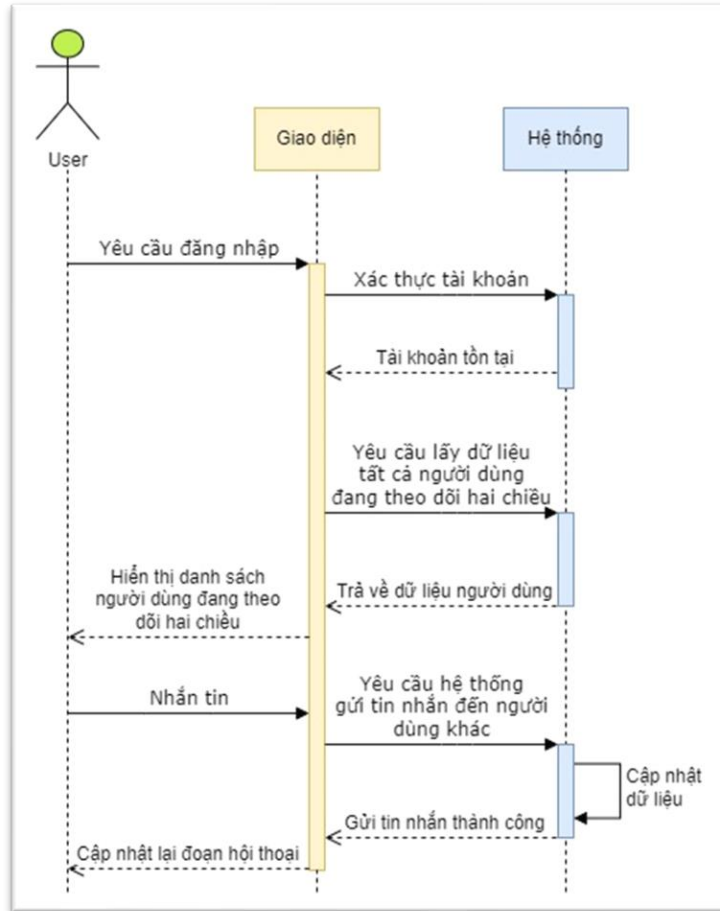 User
Giao diện
Hệ thống
Yêu cầu đăng nhập
Xác thực tài khoản
Tài khoản tồn tại
Yêu cầu lấy dữ liệu
tất cả người dùng
đang theo dõi hai chiều
Trả về dữ liệu người dùng
Hiển thị danh sách
người dùng đang theo
dõi hai chiều
Nhắn tin
Yêu cầu hệ thống
gửi tin nhắn đến người
dùng khác
Cập nhật
dữ liệu
Gửi tin nhắn thành công
Cập nhật lại đoạn hội thoại